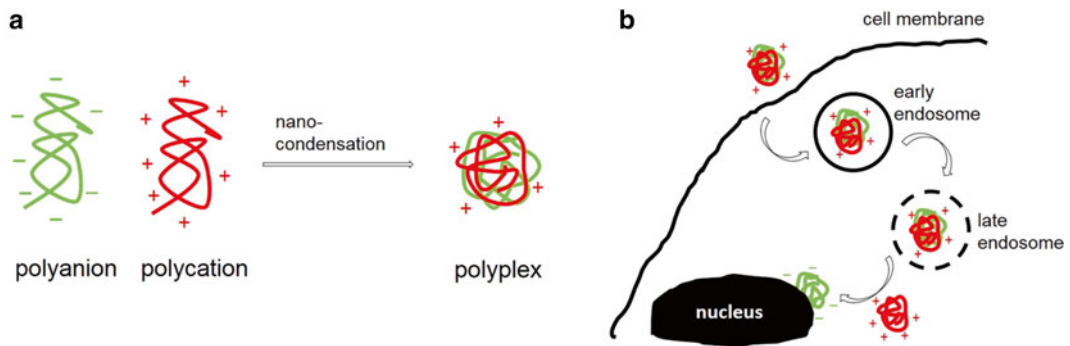 a
polyanion
polycation
nano-
condensation
polyplex
b
cell membrane
early
endosome
late
endosome
nucleus